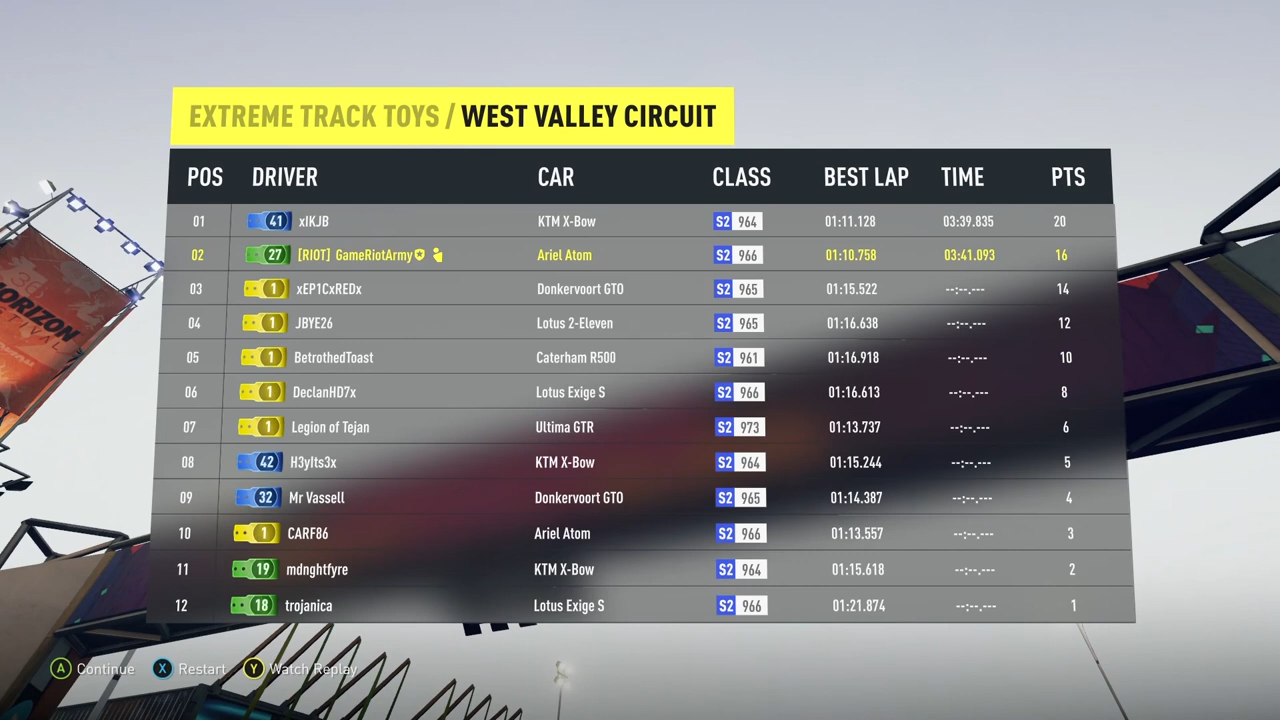 EXTREME TRACK TOYS / WEST VALLEY CIRCUIT
POS DRIVER CAR CLASS BEST LAP TIME PTS
01 41 xIKJB KTM X-Bow S2 964 01:11.128 03:39.835 20
02 27 [RIOT] GameRiotArmy Ariel Atom S2 966 01:10.758 03:41.093 16
03 1 xEP1CxREDx Donkervoort GTO S2 965 01:15.522 --:--.--- 14
04 1 JBYE26 Lotus 2-Eleven S2 965 01:16.638 --:--.--- 12
05 1 BetrothedToast Caterham R500 S2 961 01:16.918 --:--.--- 10
06 1 DeclanHD7x Lotus Exige S S2 966 01:16.613 --:--.--- 8
07 1 Legion of Tejan Ultima GTR S2 973 01:13.737 --:--.--- 6
08 42 H3yIts3x KTM X-Bow S2 964 01:15.244 --:--.--- 5
09 32 Mr Vassell Donkervoort GTO S2 965 01:14.387 --:--.--- 4
10 1 CARF86 Ariel Atom S2 966 01:13.557 --:--.--- 3
11 19 mdnghtfyre KTM X-Bow S2 964 01:15.618 --:--.--- 2
12 18 trojanica Lotus Exige S S2 966 01:21.874 --:--.--- 1
HORIZON
FESTIVAL
A Continue X Restart Y Watch Replay